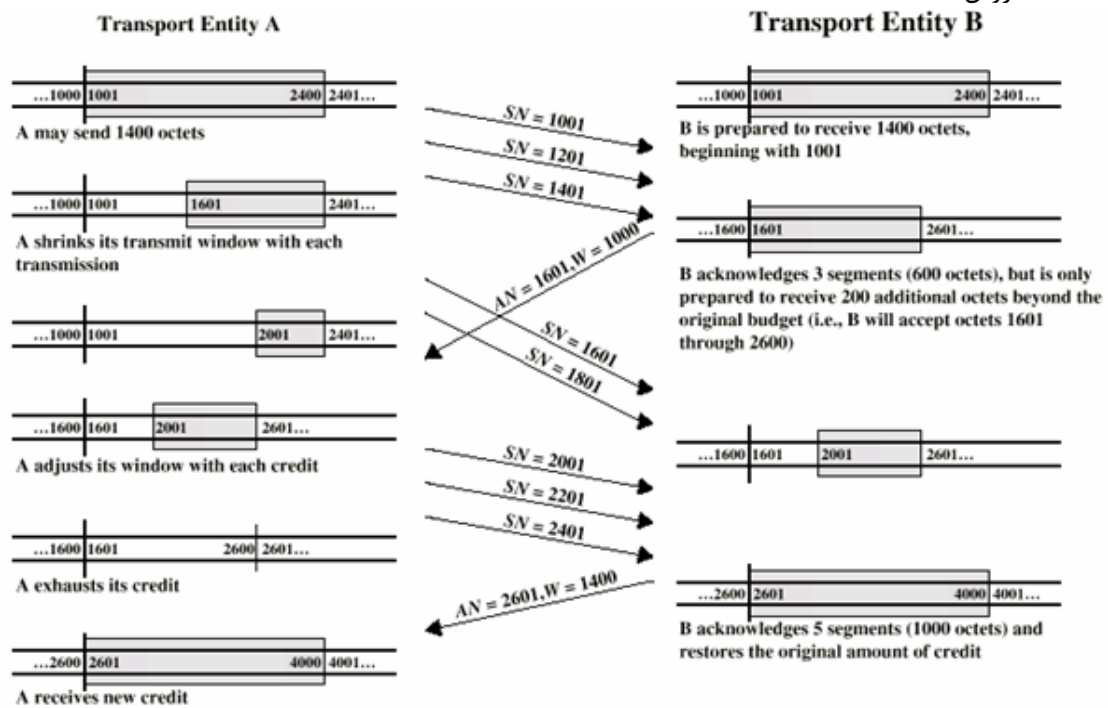 Transport Entity A
Transport Entity B
...1000 1001 2400 2401...
A may send 1400 octets
...1000 1001 1601 2401...
A shrinks its transmit window with each
transmission
...1000 1001 2001 2401...
...1600 1601 2001 2601...
A adjusts its window with each credit
...1600 1601 2600 2601...
A exhausts its credit
...2600 2601 4000 4001...
A receives new credit
SN = 1001
SN = 1201
SN = 1401
AN = 1601,W = 1000
SN = 1601
SN = 1801
SN = 2001
SN = 2201
SN = 2401
AN = 2601,W = 1400
...1000 1001 2400 2401...
B is prepared to receive 1400 octets,
beginning with 1001
...1600 1601 2601...
B acknowledges 3 segments (600 octets), but is only
prepared to receive 200 additional octets beyond the
original budget (i.e., B will accept octets 1601
through 2600)
...1600 1601 2001 2601...
...2600 2601 4000 4001...
B acknowledges 5 segments (1000 octets) and
restores the original amount of credit